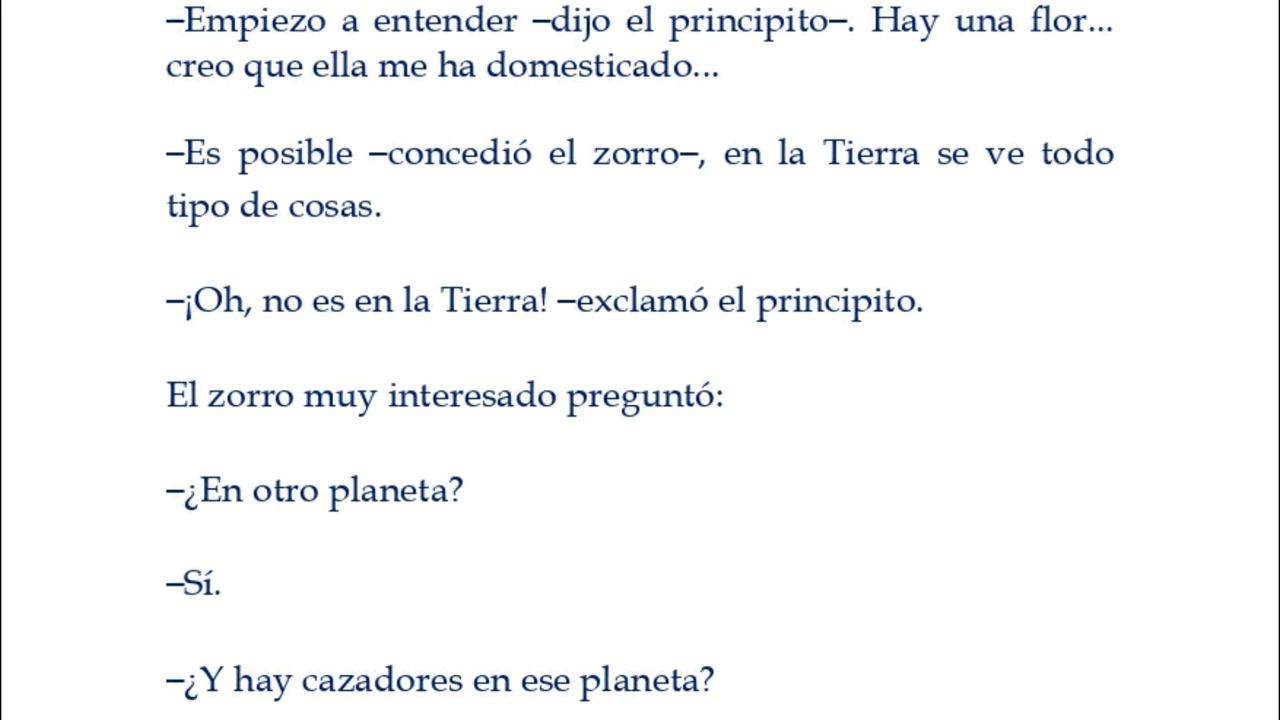 –Empiezo a entender –dijo el principito–. Hay una flor...
creo que ella me ha domesticado...
–Es posible –concedió el zorro–, en la Tierra se ve todo
tipo de cosas.
–¡Oh, no es en la Tierra! –exclamó el principito.
El zorro muy interesado preguntó:
–¿En otro planeta?
–Sí.
–¿Y hay cazadores en ese planeta?